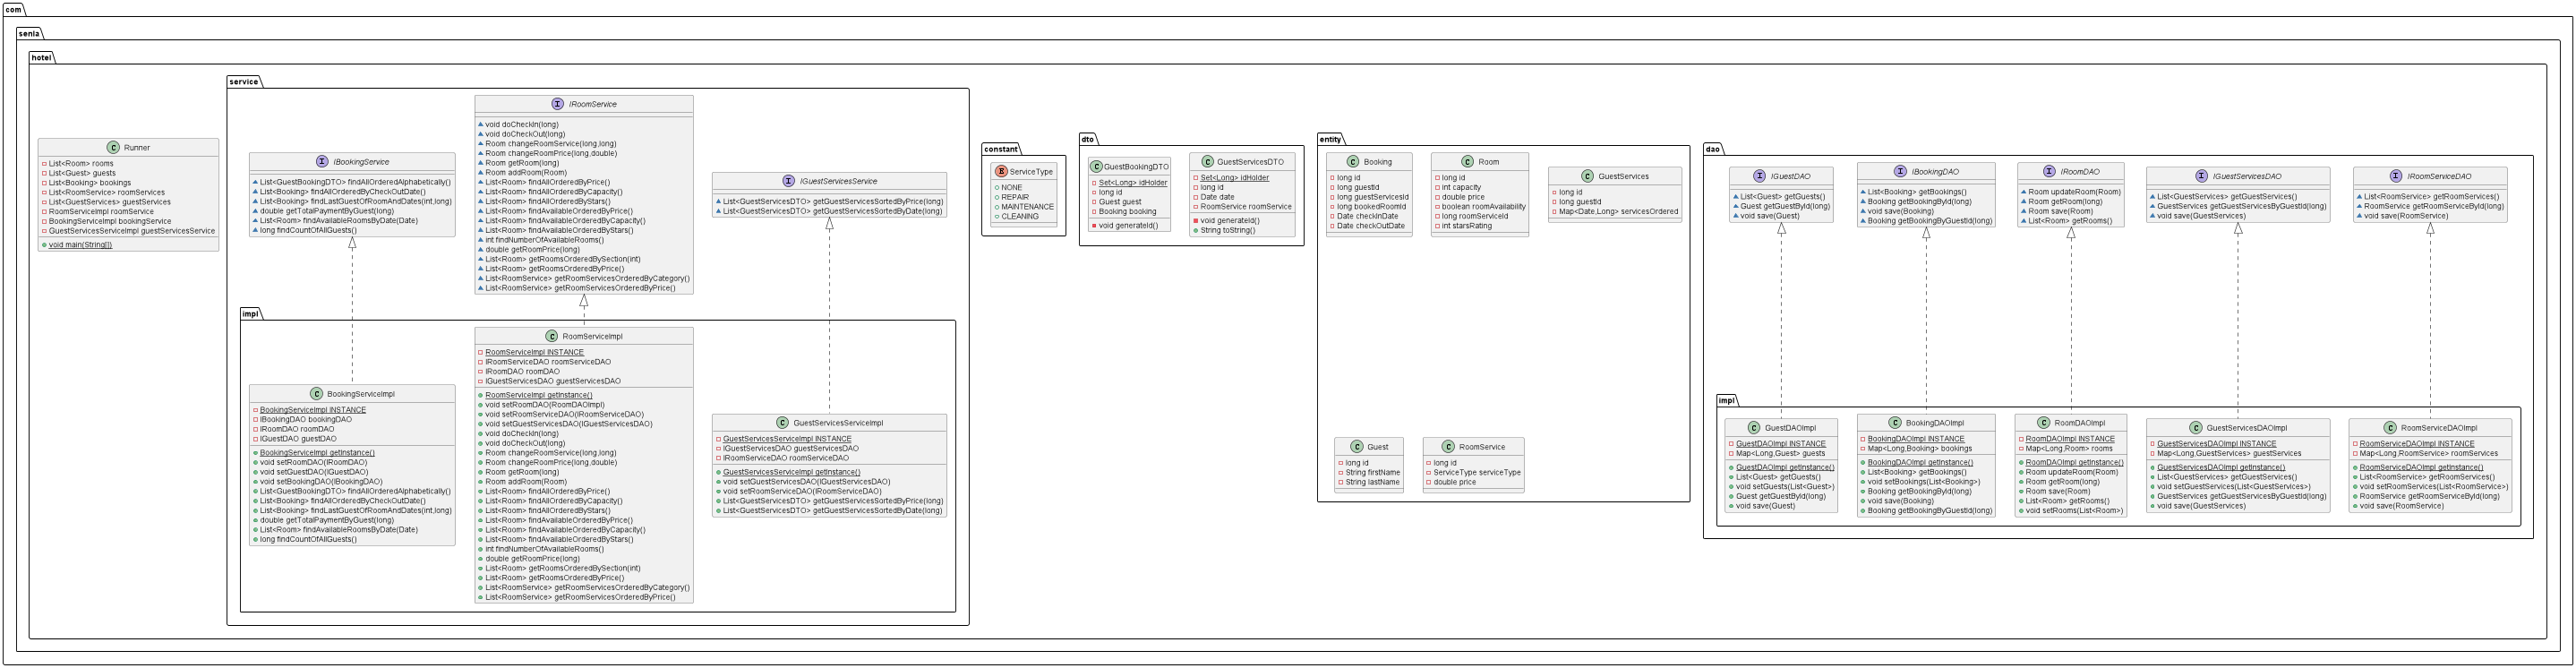 com
senla
hotel
Runner
List<Room> rooms
List<Guest> guests
List<Booking> bookings
List<RoomService> roomServices
List<GuestServices> guestServices
RoomServiceImpl roomService
BookingServiceImpl bookingService
GuestServicesServiceImpl guestServicesService
void main(String[])
service
IBookingService
List<GuestBookingDTO> findAllOrderedAlphabetically()
List<Booking> findAllOrderedByCheckOutDate()
List<Booking> findLastGuestOfRoomAndDates(int,long)
double getTotalPaymentByGuest(long)
List<Room> findAvailableRoomsByDate(Date)
long findCountOfAllGuests()
IRoomService
void doCheckIn(long)
void doCheckOut(long)
Room changeRoomService(long,long)
Room changeRoomPrice(long,double)
Room getRoom(long)
Room addRoom(Room)
List<Room> findAllOrderedByPrice()
List<Room> findAllOrderedByCapacity()
List<Room> findAllOrderedByStars()
List<Room> findAvailableOrderedByPrice()
List<Room> findAvailableOrderedByCapacity()
List<Room> findAvailableOrderedByStars()
int findNumberOfAvailableRooms()
double getRoomPrice(long)
List<Room> getRoomsOrderedBySection(int)
List<Room> getRoomsOrderedByPrice()
List<RoomService> getRoomServicesOrderedByCategory()
List<RoomService> getRoomServicesOrderedByPrice()
IGuestServicesService
List<GuestServicesDTO> getGuestServicesSortedByPrice(long)
List<GuestServicesDTO> getGuestServicesSortedByDate(long)
impl
BookingServiceImpl
BookingServiceImpl INSTANCE
IBookingDAO bookingDAO
IRoomDAO roomDAO
IGuestDAO guestDAO
BookingServiceImpl getInstance()
void setRoomDAO(IRoomDAO)
void setGuestDAO(IGuestDAO)
void setBookingDAO(IBookingDAO)
List<GuestBookingDTO> findAllOrderedAlphabetically()
List<Booking> findAllOrderedByCheckOutDate()
List<Booking> findLastGuestOfRoomAndDates(int,long)
double getTotalPaymentByGuest(long)
List<Room> findAvailableRoomsByDate(Date)
long findCountOfAllGuests()
RoomServiceImpl
RoomServiceImpl INSTANCE
IRoomServiceDAO roomServiceDAO
IRoomDAO roomDAO
IGuestServicesDAO guestServicesDAO
RoomServiceImpl getInstance()
void setRoomDAO(RoomDAOImpl)
void setRoomServiceDAO(IRoomServiceDAO)
void setGuestServicesDAO(IGuestServicesDAO)
void doCheckIn(long)
void doCheckOut(long)
Room changeRoomService(long,long)
Room changeRoomPrice(long,double)
Room getRoom(long)
Room addRoom(Room)
List<Room> findAllOrderedByPrice()
List<Room> findAllOrderedByCapacity()
List<Room> findAllOrderedByStars()
List<Room> findAvailableOrderedByPrice()
List<Room> findAvailableOrderedByCapacity()
List<Room> findAvailableOrderedByStars()
int findNumberOfAvailableRooms()
double getRoomPrice(long)
List<Room> getRoomsOrderedBySection(int)
List<Room> getRoomsOrderedByPrice()
List<RoomService> getRoomServicesOrderedByCategory()
List<RoomService> getRoomServicesOrderedByPrice()
GuestServicesServiceImpl
GuestServicesServiceImpl INSTANCE
IGuestServicesDAO guestServicesDAO
IRoomServiceDAO roomServiceDAO
GuestServicesServiceImpl getInstance()
void setGuestServicesDAO(IGuestServicesDAO)
void setRoomServiceDAO(IRoomServiceDAO)
List<GuestServicesDTO> getGuestServicesSortedByPrice(long)
List<GuestServicesDTO> getGuestServicesSortedByDate(long)
constant
ServiceType
NONE
REPAIR
MAINTENANCE
CLEANING
dto
GuestBookingDTO
Set<Long> idHolder
long id
Guest guest
Booking booking
void generateId()
GuestServicesDTO
Set<Long> idHolder
long id
Date date
RoomService roomService
void generateId()
String toString()
entity
Booking
long id
long guestId
long guestServicesId
long bookedRoomId
Date checkInDate
Date checkOutDate
Room
long id
int capacity
double price
boolean roomAvailability
long roomServiceId
int starsRating
GuestServices
long id
long guestId
Map<Date,Long> servicesOrdered
Guest
long id
String firstName
String lastName
RoomService
long id
ServiceType serviceType
double price
dao
IGuestDAO
List<Guest> getGuests()
Guest getGuestById(long)
void save(Guest)
IBookingDAO
List<Booking> getBookings()
Booking getBookingById(long)
void save(Booking)
Booking getBookingByGuestId(long)
IRoomDAO
Room updateRoom(Room)
Room getRoom(long)
Room save(Room)
List<Room> getRooms()
IGuestServicesDAO
List<GuestServices> getGuestServices()
GuestServices getGuestServicesByGuestId(long)
void save(GuestServices)
IRoomServiceDAO
List<RoomService> getRoomServices()
RoomService getRoomServiceById(long)
void save(RoomService)
impl
GuestDAOImpl
GuestDAOImpl INSTANCE
Map<Long,Guest> guests
GuestDAOImpl getInstance()
List<Guest> getGuests()
void setGuests(List<Guest>)
Guest getGuestById(long)
void save(Guest)
BookingDAOImpl
BookingDAOImpl INSTANCE
Map<Long,Booking> bookings
BookingDAOImpl getInstance()
List<Booking> getBookings()
void setBookings(List<Booking>)
Booking getBookingById(long)
void save(Booking)
Booking getBookingByGuestId(long)
RoomDAOImpl
RoomDAOImpl INSTANCE
Map<Long,Room> rooms
RoomDAOImpl getInstance()
Room updateRoom(Room)
Room getRoom(long)
Room save(Room)
List<Room> getRooms()
void setRooms(List<Room>)
GuestServicesDAOImpl
GuestServicesDAOImpl INSTANCE
Map<Long,GuestServices> guestServices
GuestServicesDAOImpl getInstance()
List<GuestServices> getGuestServices()
void setGuestServices(List<GuestServices>)
GuestServices getGuestServicesByGuestId(long)
void save(GuestServices)
RoomServiceDAOImpl
RoomServiceDAOImpl INSTANCE
Map<Long,RoomService> roomServices
RoomServiceDAOImpl getInstance()
List<RoomService> getRoomServices()
void setRoomServices(List<RoomService>)
RoomService getRoomServiceById(long)
void save(RoomService)